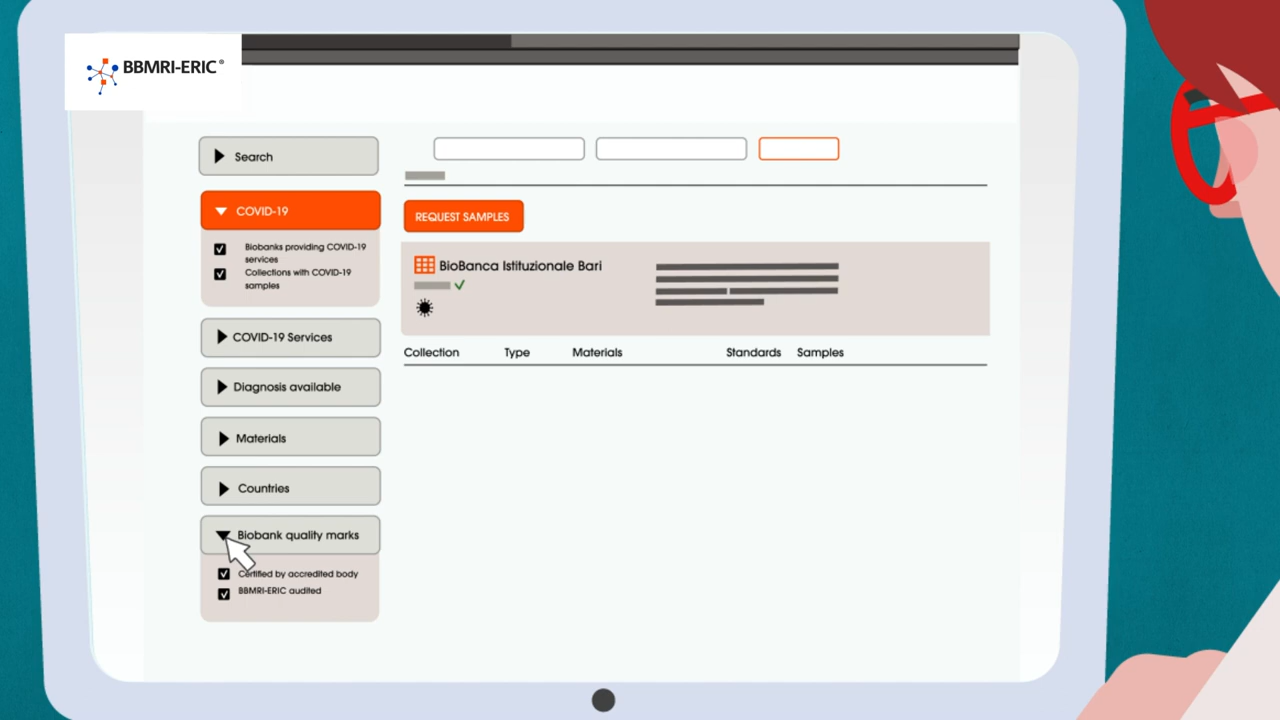 BBMRI-ERIC®
Search
COVID-19
Biobanks providing COVID-19
services
Collections with COVID-19
samples
COVID-19 Services
Diagnosis available
Materials
Countries
Biobank quality marks
Certified by accredited body
BBMRI-ERIC audited
REQUEST SAMPLES
BioBanca Istituzionale Bari
Collection Type Materials Standards Samples